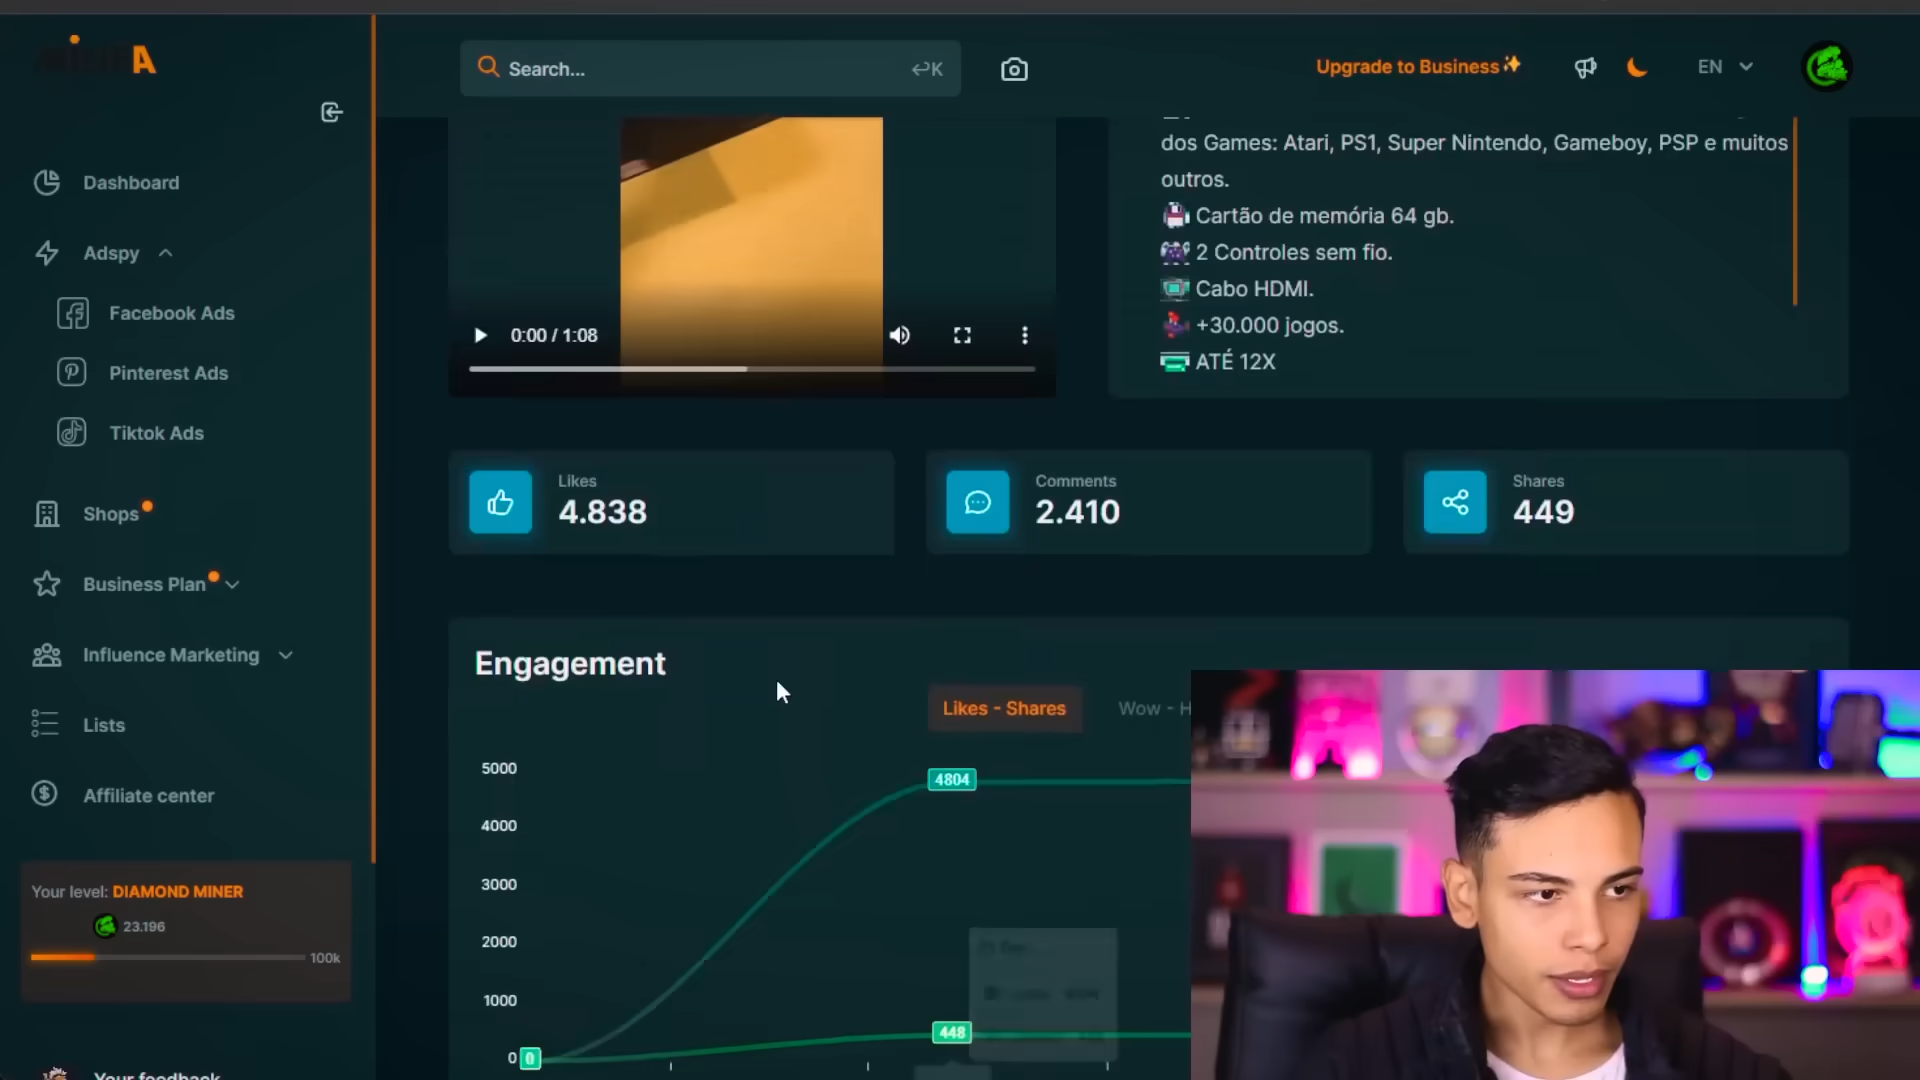 Search...
K
Upgrade to Business
EN
Dashboard
Adspy
Facebook Ads
Pinterest Ads
Tiktok Ads
Shops
Business Plan
Influence Marketing
Lists
Affiliate center
Your level: DIAMOND MINER
23.196
100k
Your feedback
0:00 / 1:08
dos Games: Atari, PS1, Super Nintendo, Gameboy, PSP e muitos
outros.
Cartão de memória 64 gb.
2 Controles sem fio.
Cabo HDMI.
+30.000 jogos.
ATÉ 12X
Likes
4.838
Comments
2.410
Shares
449
Engagement
Likes - Shares
Wow - H
5000
4804
4000
3000
2000
1000
448
0
0